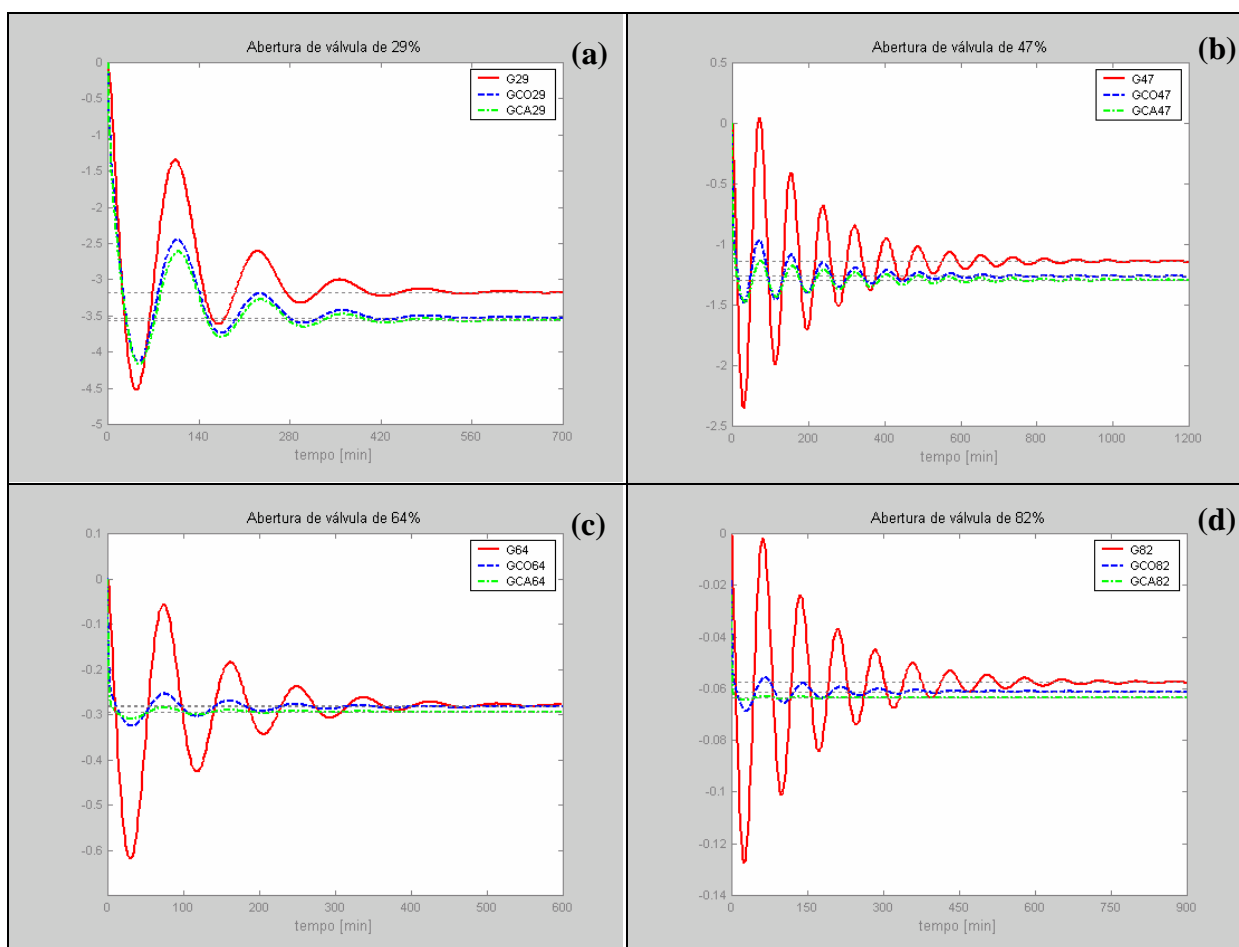 Abertura de válvula de 29%
(a)
G29
GCO29
GCA29
0
-0.5
-1
-1.5
-2
-2.5
-3
-3.5
-4
-4.5
-5
0 140 280 420 560 700
tempo [min]
Abertura de válvula de 47%
(b)
G47
GCO47
GCA47
0.5
0
-0.5
-1
-1.5
-2
-2.5
0 200 400 600 800 1000 1200
tempo [min]
Abertura de válvula de 64%
(c)
G64
GCO64
GCA64
0.1
0
-0.1
-0.2
-0.3
-0.4
-0.5
-0.6
0 100 200 300 400 500 600
tempo [min]
Abertura de válvula de 82%
(d)
G82
GCO82
GCA82
0
-0.02
-0.04
-0.06
-0.08
-0.1
-0.12
-0.14
0 150 300 450 600 750 900
tempo [min]